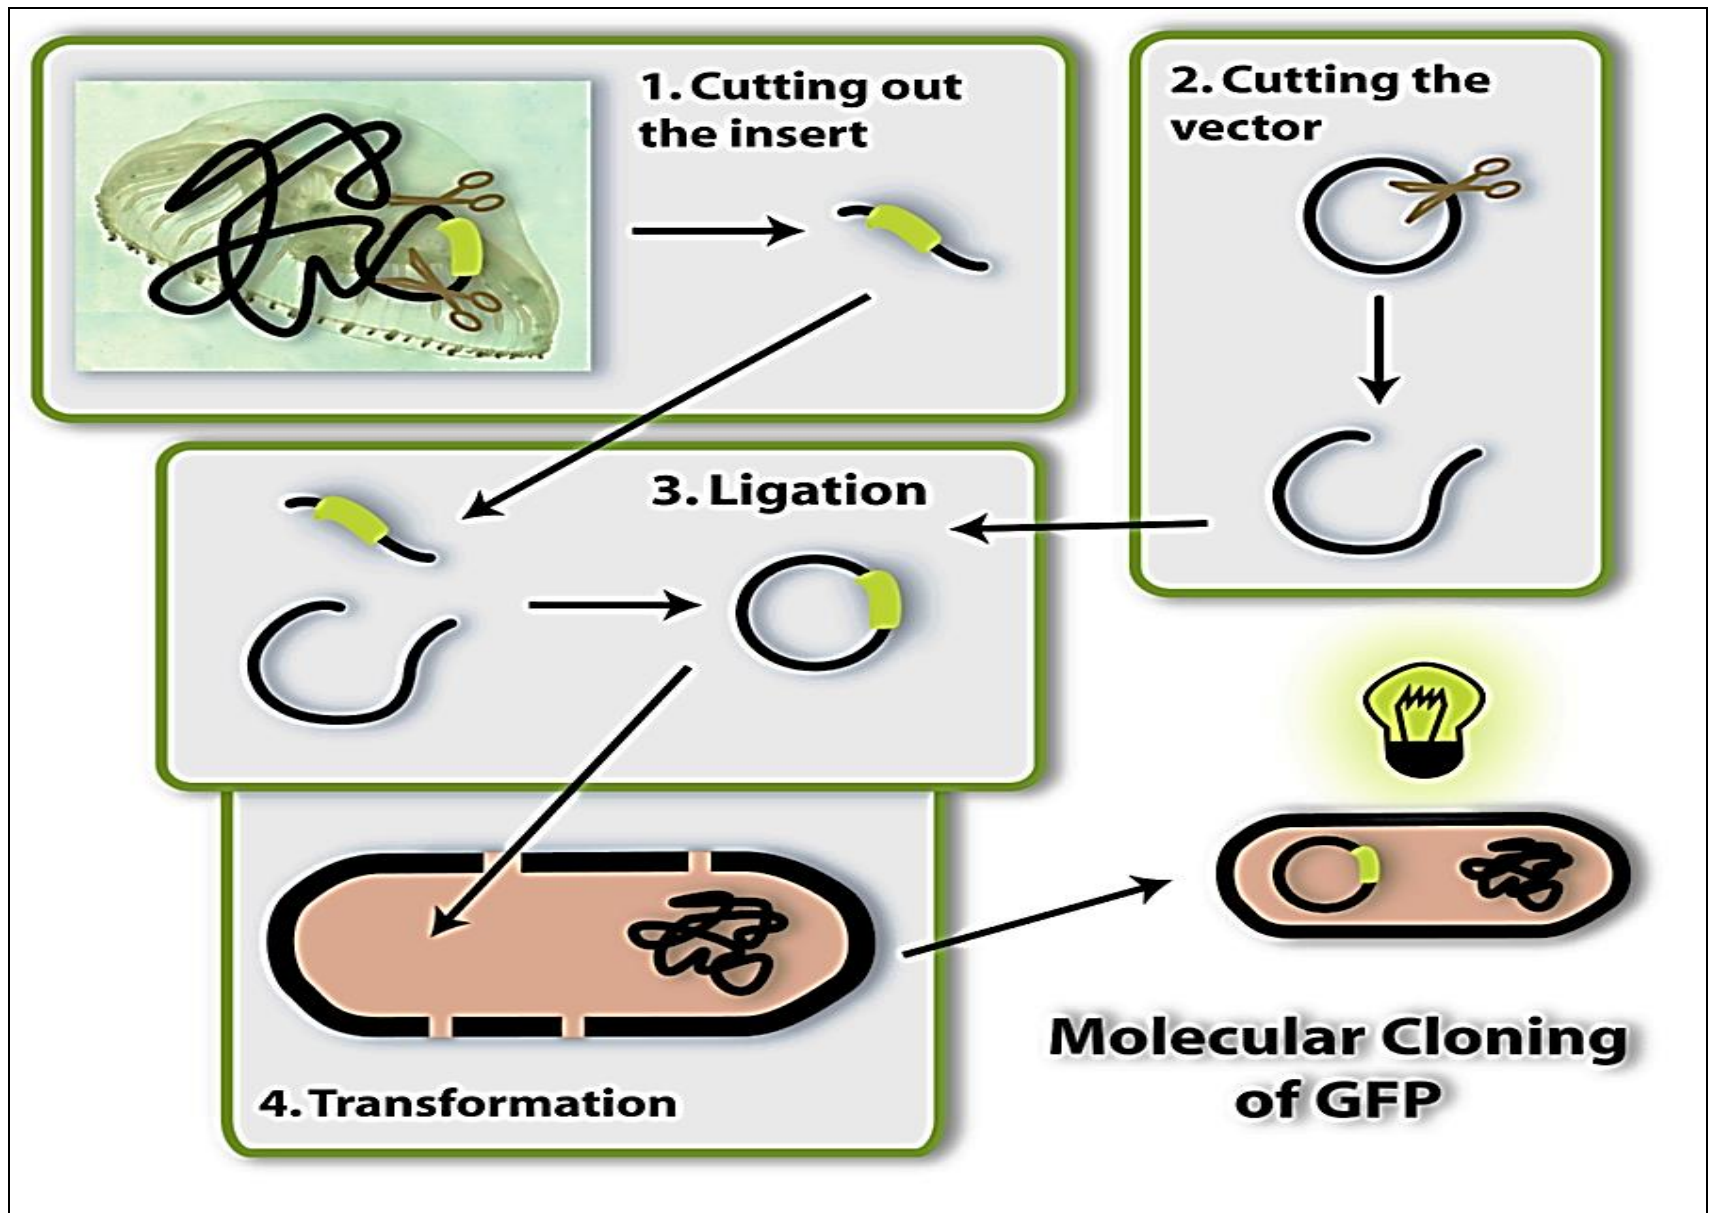 1. Cutting out
the insert
2. Cutting the
vector
3. Ligation
4. Transformation
Molecular Cloning
of GFP